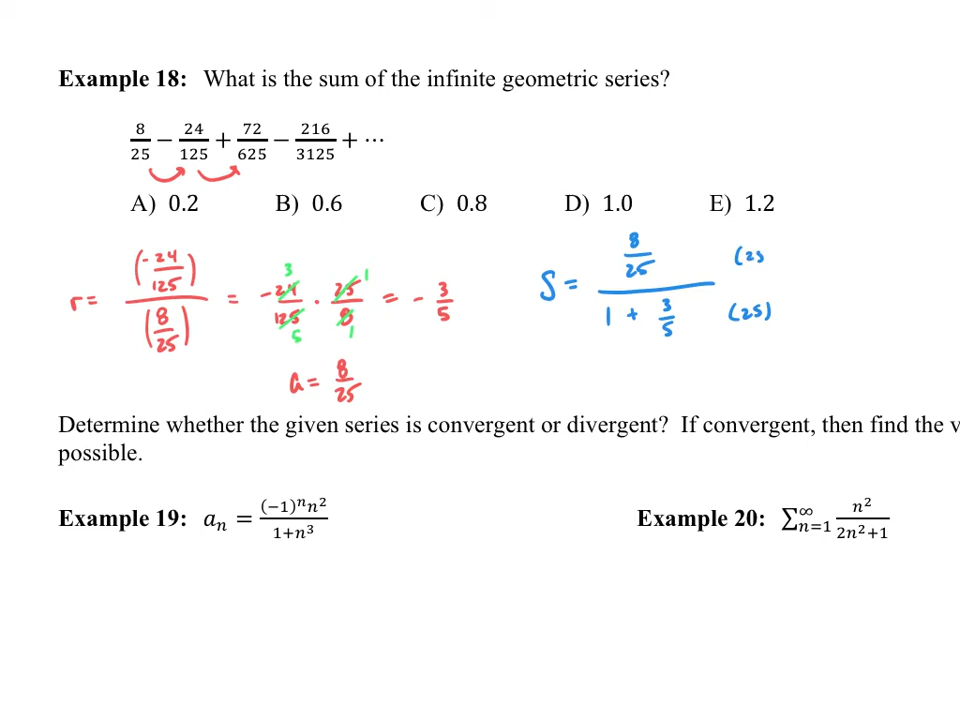 Example 18: What is the sum of the infinite geometric series?
8/25 − 24/125 + 72/625 − 216/3125 + ⋯
A) 0.2 B) 0.6 C) 0.8 D) 1.0 E) 1.2
r = (-24/125) / (8/25) = -24/125 · 25/8 = - 3/5
3 1
5 1
a = 8/25
S = (8/25) / (1 + 3/5)
(25
(25)
Determine whether the given series is convergent or divergent? If convergent, then find the v
possible.
Example 19: aₙ = (−1)ⁿn²/1+n³ Example 20: ∑ₙ₌₁^∞ n²/2n²+1